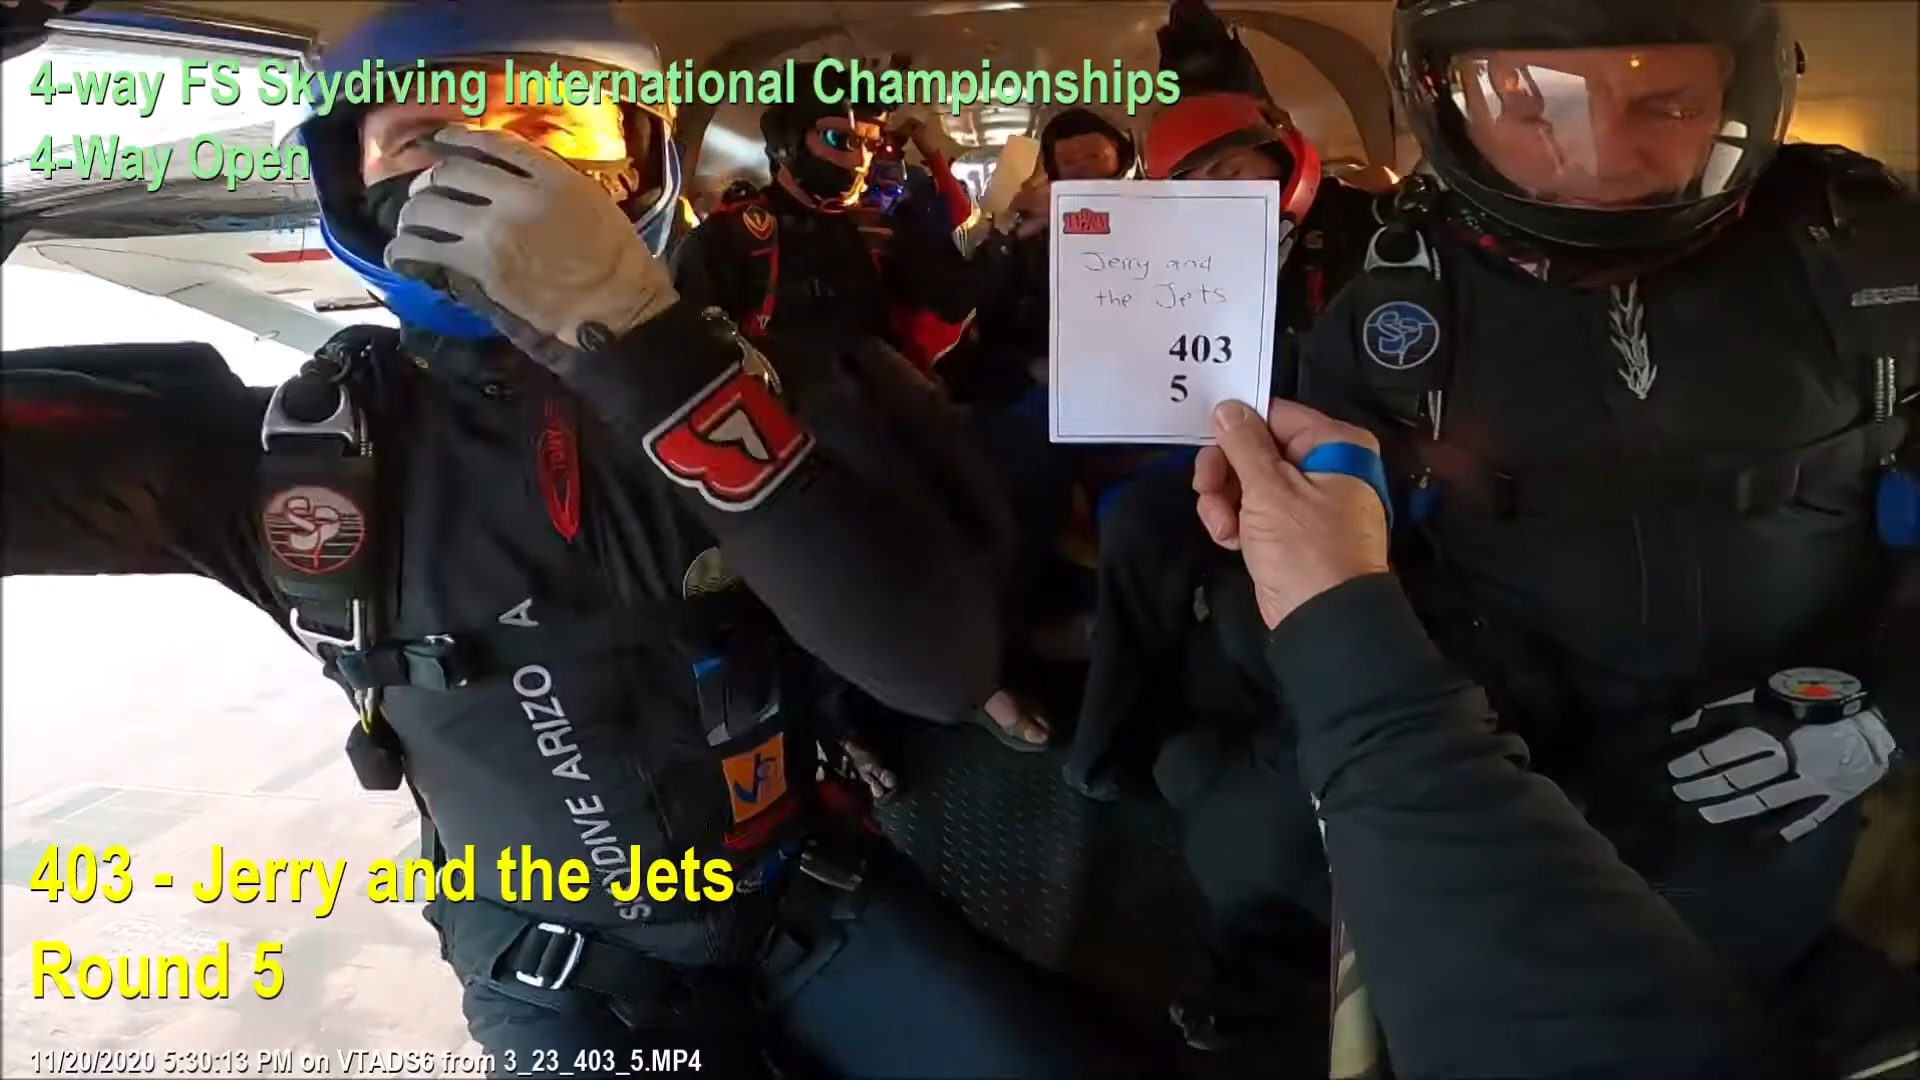 4-way FS Skydiving International Championships
4-Way Open
Jerry and
the Jets
403
5
SKYDIVE ARIZO A
403 - Jerry and the Jets
Round 5
11/20/2020 5:30:13 PM on VTADS6 from 3_23_403_5.MP4